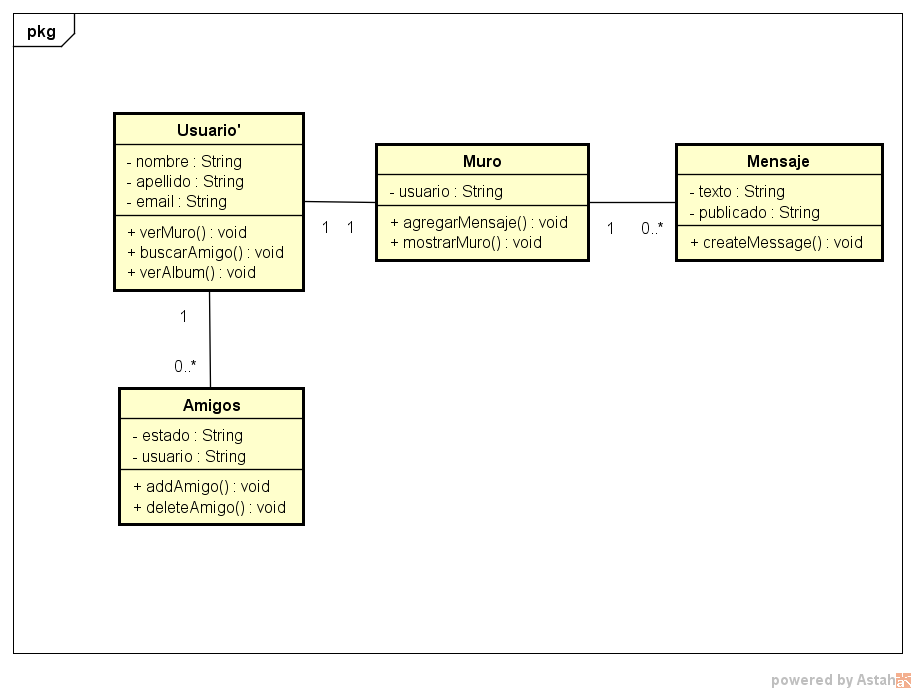 pkg
Usuario'
- nombre : String
- apellido : String
- email : String
+ verMuro() : void
+ buscarAmigo() : void
+ verAlbum() : void
1 1
Muro
- usuario : String
+ agregarMensaje() : void
+ mostrarMuro() : void
1 0..*
Mensaje
- texto : String
- publicado : String
+ createMessage() : void
1
0..*
Amigos
- estado : String
- usuario : String
+ addAmigo() : void
+ deleteAmigo() : void
powered by Astah